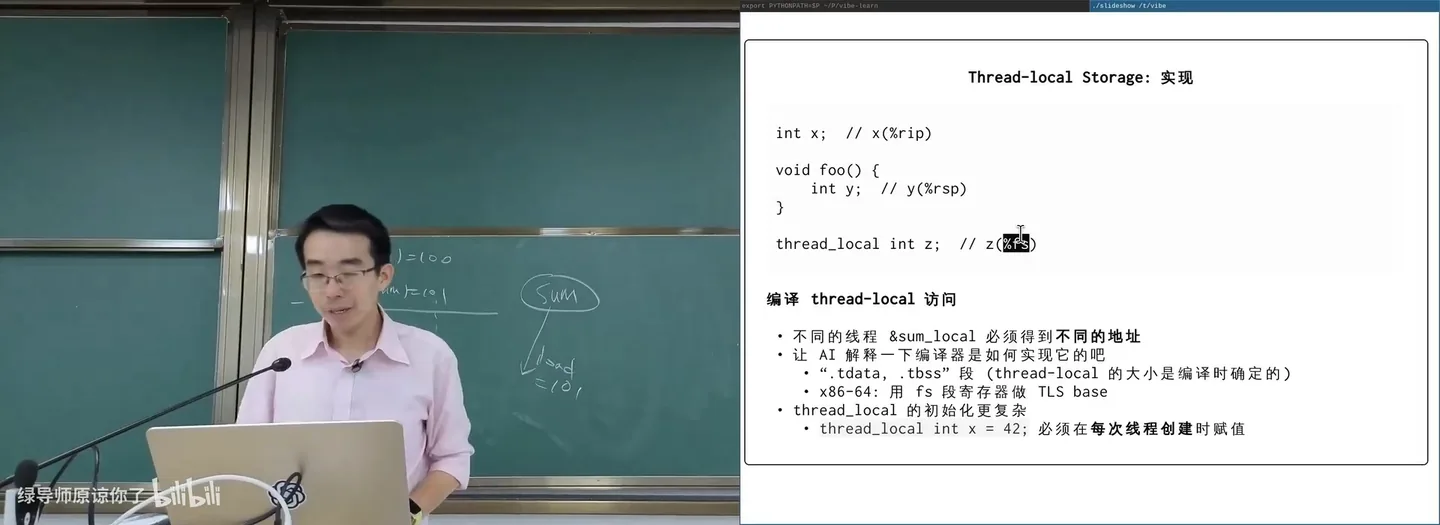 export PYTHONPATH=$P ~/P/vibe-learn
./slideshow /t/vibe
Thread-local Storage: 实现
int x;  // x(%rip)
void foo() {
    int y;  // y(%rsp)
}
thread_local int z;  // z(%fs)
编译 thread-local 访问
• 不同的线程 &sum_local 必须得到不同的地址
• 让 AI 解释一下编译器是如何实现它的吧
• “.tdata, .tbss” 段 (thread-local 的大小是编译时确定的)
• x86-64: 用 fs 段寄存器做 TLS base
• thread_local 的初始化更复杂
• thread_local int x = 42; 必须在每次线程创建时赋值
)=100
sum
load
绿导师原谅你了 bilibili